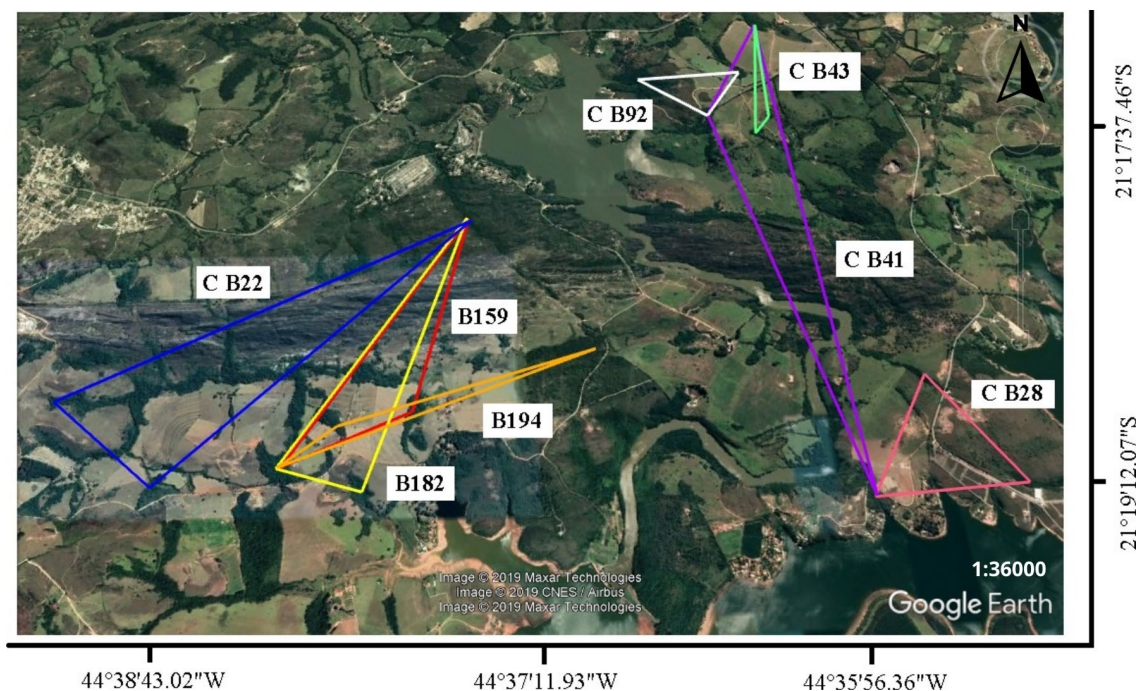 N
C B43
C B92
21°17'37.46"S
C B22
C B41
B159
C B28
B194
B182
21°19'12.07"S
1:36000
Image © 2019 Maxar Technologies
Image © 2019 CNES / Airbus
Image © 2019 Maxar Technologies
Google Earth
44°38'43.02"W
44°37'11.93"W
44°35'56.36"W